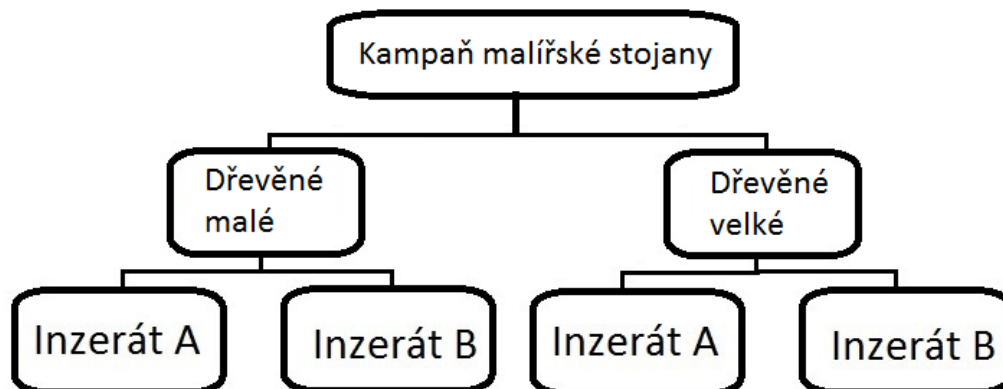 Kampaň malířské stojany
Dřevěné
malé
Dřevěné
velké
Inzerát A
Inzerát B
Inzerát A
Inzerát B